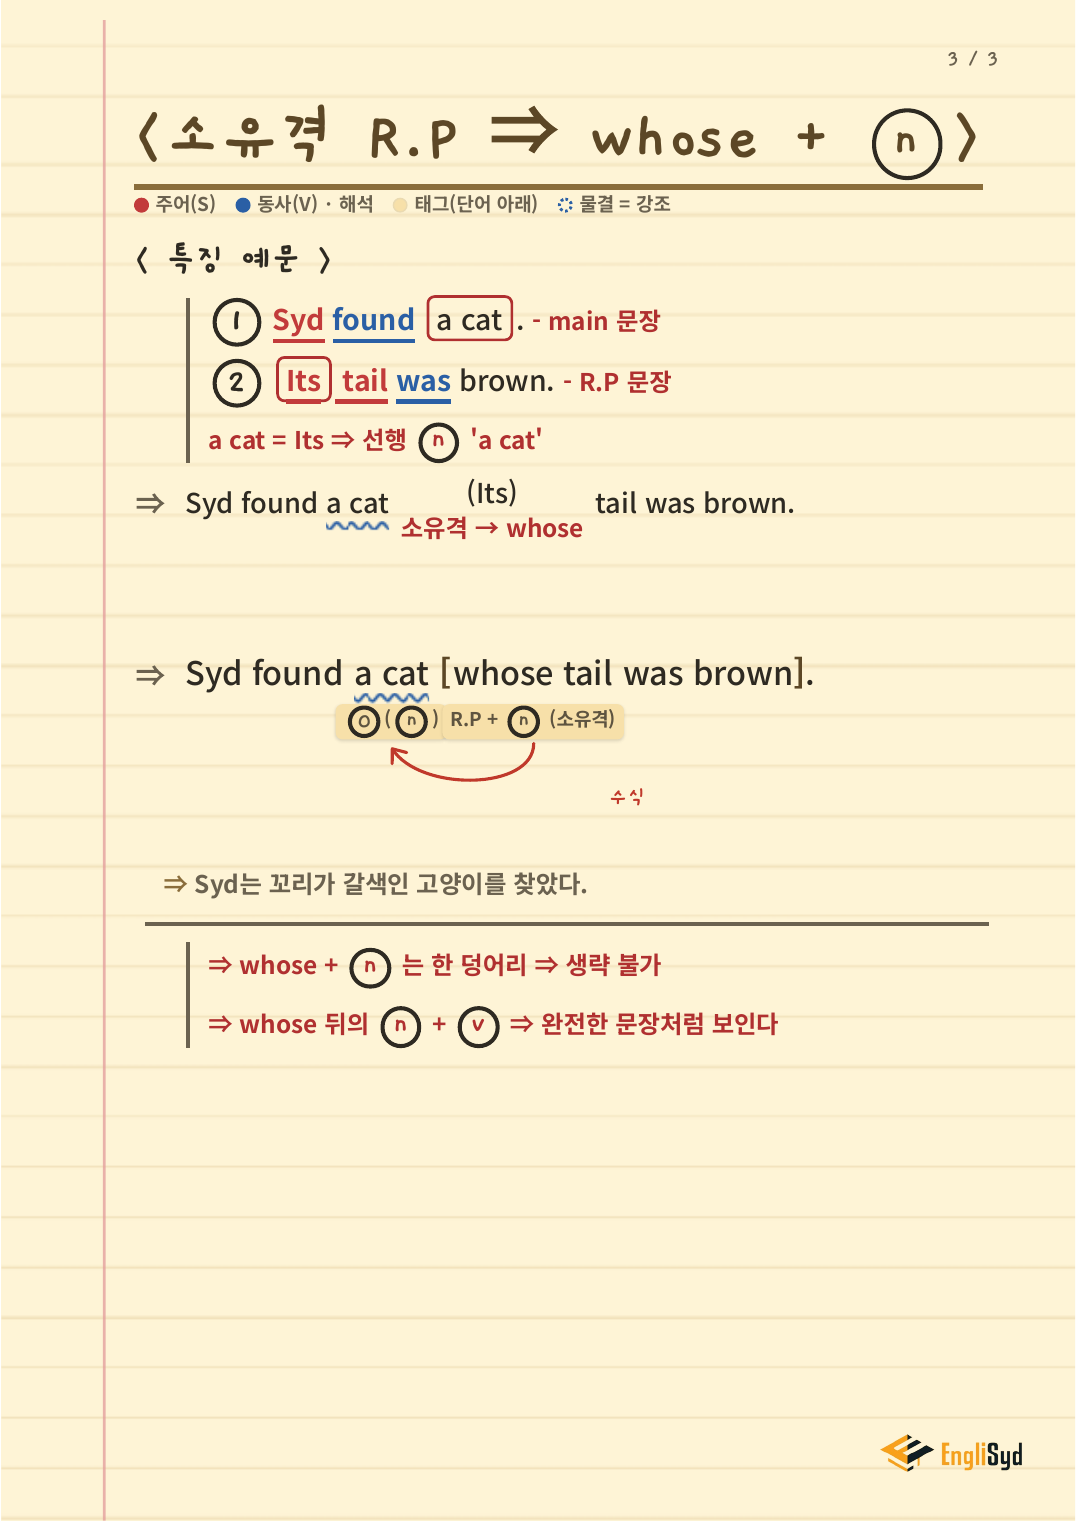 3 / 3
〈소유격 R.P ⇒ whose + ⓝ〉
주어(S) 동사(V) · 해석 태그(단어 아래) 물결 = 강조
〈 특징 예문 〉
① Syd found a cat . - main 문장
② Its tail was brown. - R.P 문장
a cat = Its ⇒ 선행 ⓝ 'a cat'
⇒ Syd found a cat (Its) tail was brown.
소유격 → whose
⇒ Syd found a cat [whose tail was brown].
Ⓞ(ⓝ) R.P + ⓝ (소유격)
수식
⇒ Syd는 꼬리가 갈색인 고양이를 찾았다.
⇒ whose + ⓝ 는 한 덩어리 ⇒ 생략 불가
⇒ whose 뒤의 ⓝ + ⓥ ⇒ 완전한 문장처럼 보인다
EngliSyd